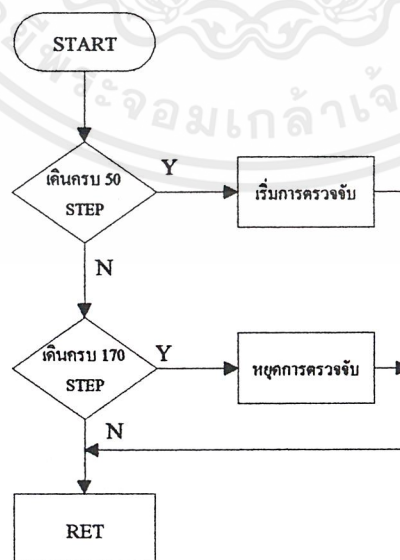 START
เดินครบ 50
STEP
Y
เริ่มการตรวจจับ
N
เดินครบ 170
STEP
Y
หยุดการตรวจจับ
N
RET